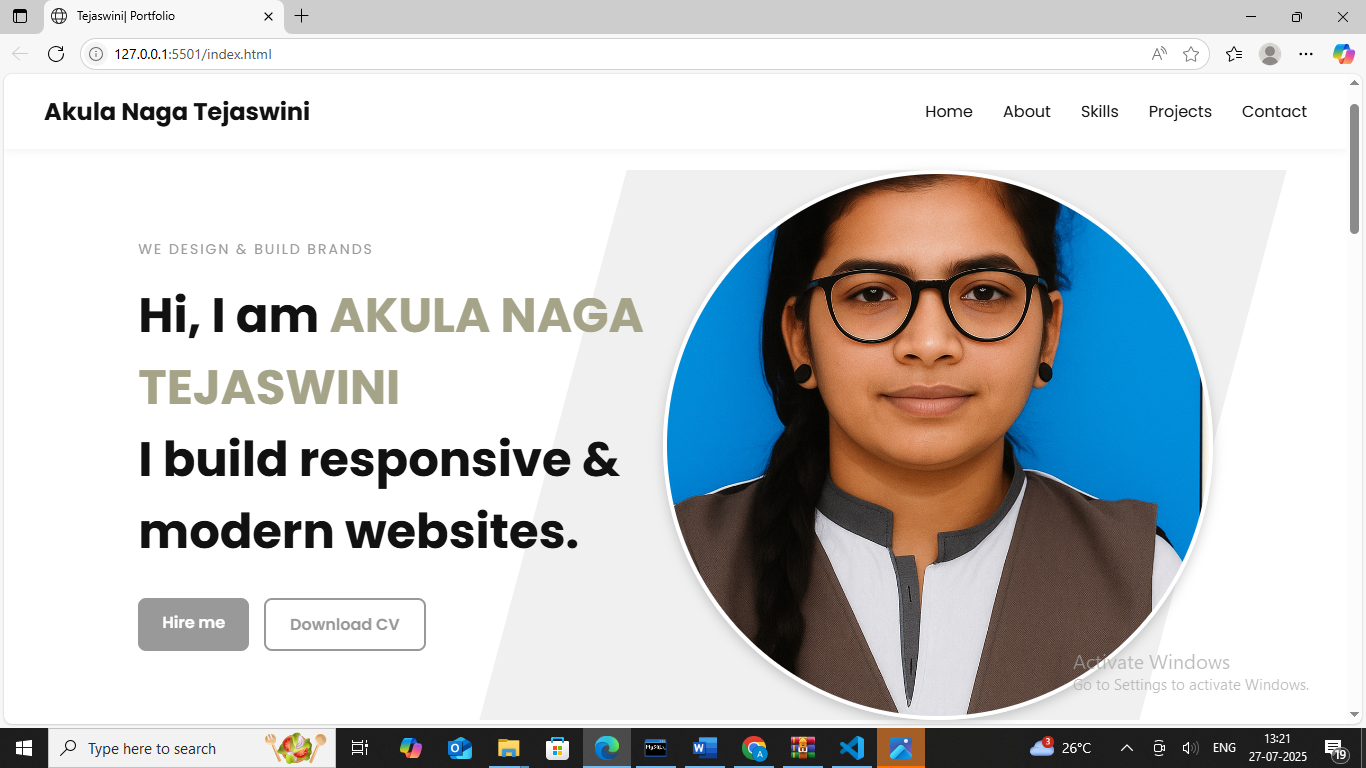 Tejaswini| Portfolio
127.0.0.1:5501/index.html
Akula Naga Tejaswini
Home About Skills Projects Contact
WE DESIGN & BUILD BRANDS
Hi, I am AKULA NAGA
TEJASWINI
I build responsive &
modern websites.
Hire me Download CV
Activate Windows
Go to Settings to activate Windows.
Type here to search
3
26°C
ENG
13:21
27-07-2025
19